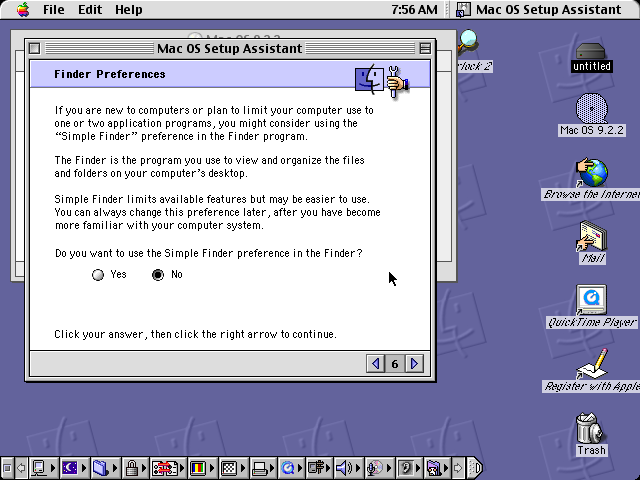 File Edit Help 7:56 AM Mac OS Setup Assistant
Mac OS 9.2.2
Mac OS Setup Assistant
Finder Preferences
If you are new to computers or plan to limit your computer use to
one or two application programs, you might consider using the
“Simple Finder” preference in the Finder program.
The Finder is the program you use to view and organize the files
and folders on your computer's desktop.
Simple Finder limits available features but may be easier to use.
You can always change this preference later, after you have become
more familiar with your computer system.
Do you want to use the Simple Finder preference in the Finder?
Yes No
Click your answer, then click the right arrow to continue.
6
rlock 2
untitled
Mac OS 9.2.2
Browse the Internet
Mail
QuickTime Player
Register with Apple
Trash